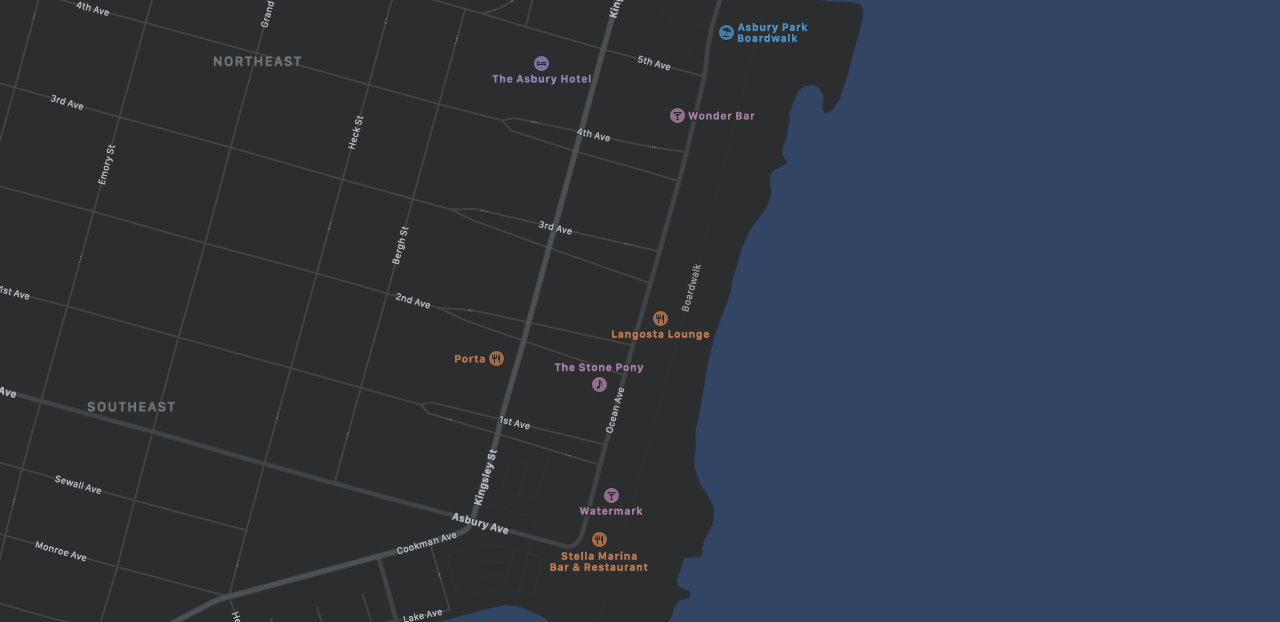 4th Ave
Grand
King
Asbury Park
Boardwalk
NORTHEAST
5th Ave
The Asbury Hotel
3rd Ave
Wonder Bar
Heck St
4th Ave
Emory St
3rd Ave
Bergh St
Boardwalk
1st Ave
2nd Ave
Langosta Lounge
Porta
The Stone Pony
Ave
SOUTHEAST
Ocean Ave
1st Ave
Kingsley St
Sewall Ave
Watermark
Asbury Ave
Cookman Ave
Monroe Ave
Stella Marina
Bar & Restaurant
He
Lake Ave